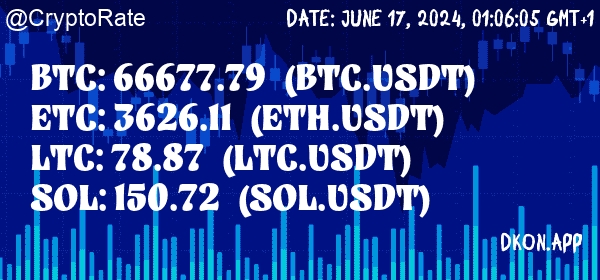 @CryptoRate
DATE: JUNE 17, 2024, 01:06:05 GMT+1
BTC: 66677.79 (BTC.USDT)
ETC: 3626.11 (ETH.USDT)
LTC: 78.87 (LTC.USDT)
SOL: 150.72 (SOL.USDT)
DKON.APP